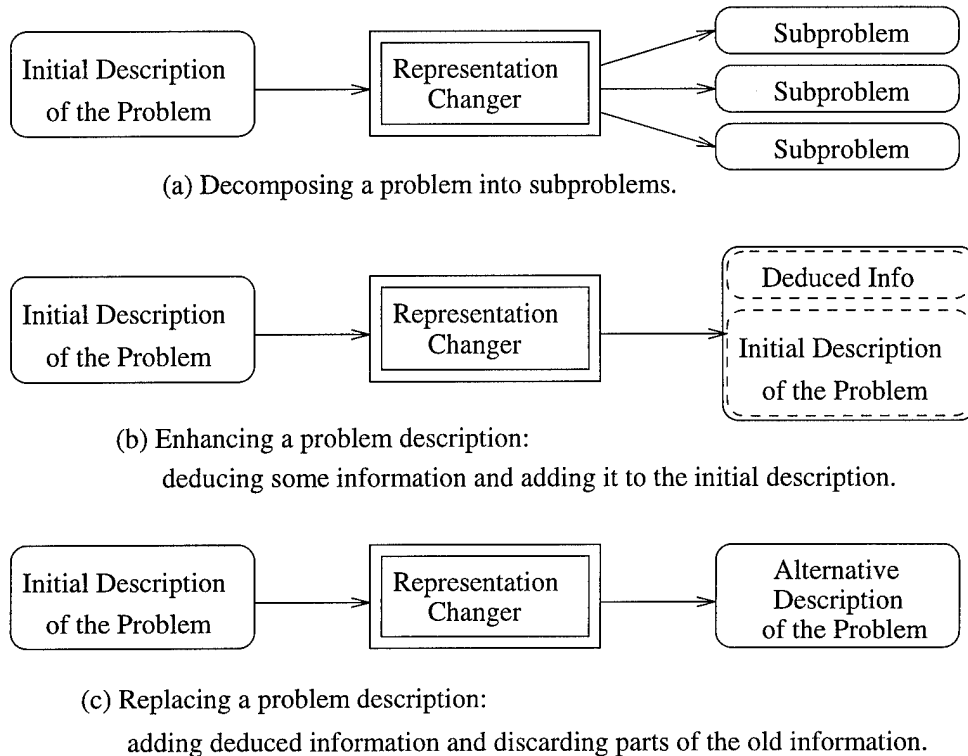 Initial Description
of the Problem
Representation
Changer
Subproblem
Subproblem
Subproblem
(a) Decomposing a problem into subproblems.
Initial Description
of the Problem
Representation
Changer
Deduced Info
Initial Description
of the Problem
(b) Enhancing a problem description:
deducing some information and adding it to the initial description.
Initial Description
of the Problem
Representation
Changer
Alternative
Description
of the Problem
(c) Replacing a problem description:
adding deduced information and discarding parts of the old information.